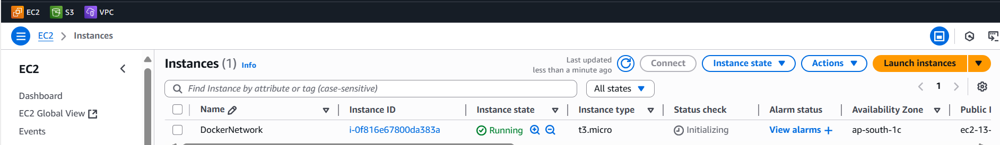 EC2 S3 VPC
EC2 Instances
EC2
Dashboard
EC2 Global View
Events
Instances (1) Info
Last updated
less than a minute ago
Connect Instance state Actions Launch instances
Find Instance by attribute or tag (case-sensitive) All states 1
Name Instance ID Instance state Instance type Status check Alarm status Availability Zone Public
DockerNetwork i-0f816e67800da383a Running t3.micro Initializing View alarms + ap-south-1c ec2-13-